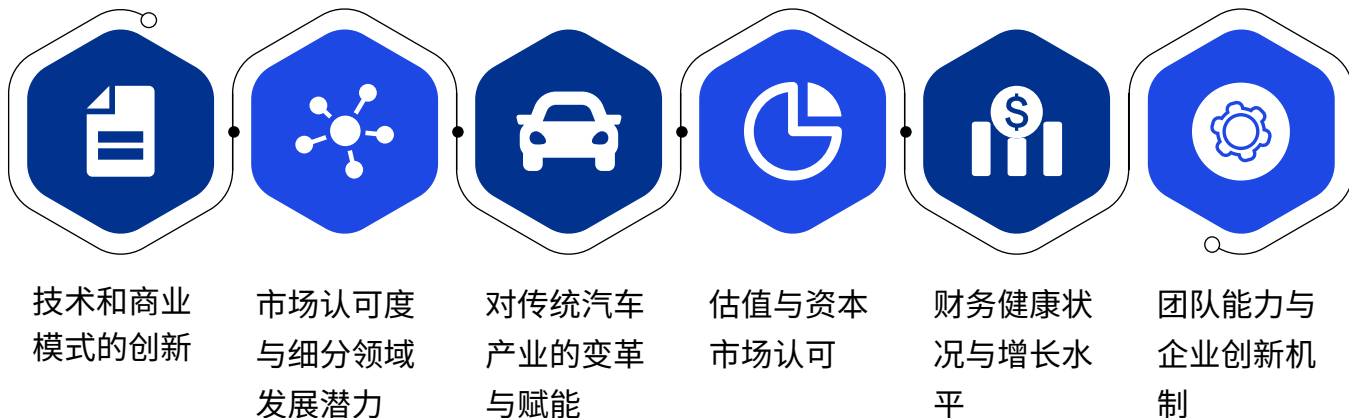 $
技术和商业
模式的创新
市场认可度
与细分领域
发展潜力
对传统汽车
产业的变革
与赋能
估值与资本
市场认可
财务健康状
况与增长水
平
团队能力与
企业创新机
制